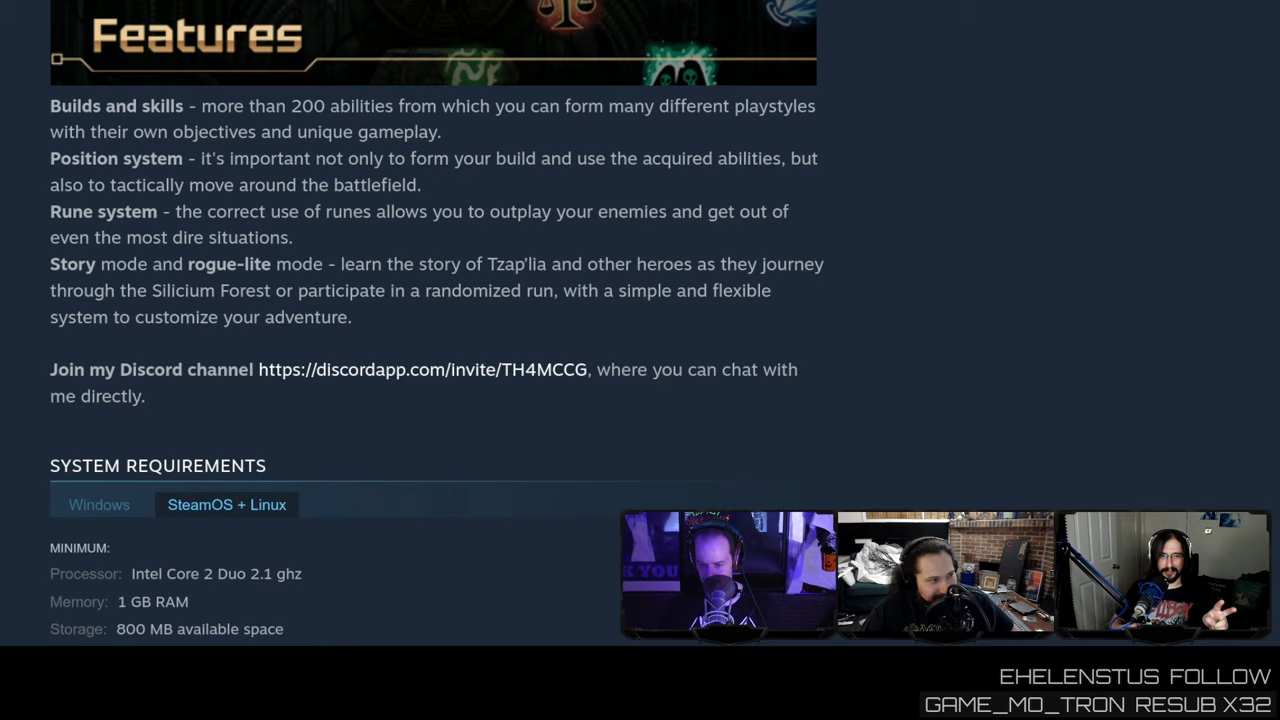 Features
Builds and skills - more than 200 abilities from which you can form many different playstyles
with their own objectives and unique gameplay.
Position system - it's important not only to form your build and use the acquired abilities, but
also to tactically move around the battlefield.
Rune system - the correct use of runes allows you to outplay your enemies and get out of
even the most dire situations.
Story mode and rogue-lite mode - learn the story of Tzap'lia and other heroes as they journey
through the Silicium Forest or participate in a randomized run, with a simple and flexible
system to customize your adventure.
Join my Discord channel https://discordapp.com/invite/TH4MCCG, where you can chat with
me directly.
SYSTEM REQUIREMENTS
Windows SteamOS + Linux
MINIMUM:
Processor: Intel Core 2 Duo 2.1 ghz
Memory: 1 GB RAM
Storage: 800 MB available space
EHELENSTUS FOLLOW
GAME_MO_TRON RESUB X32